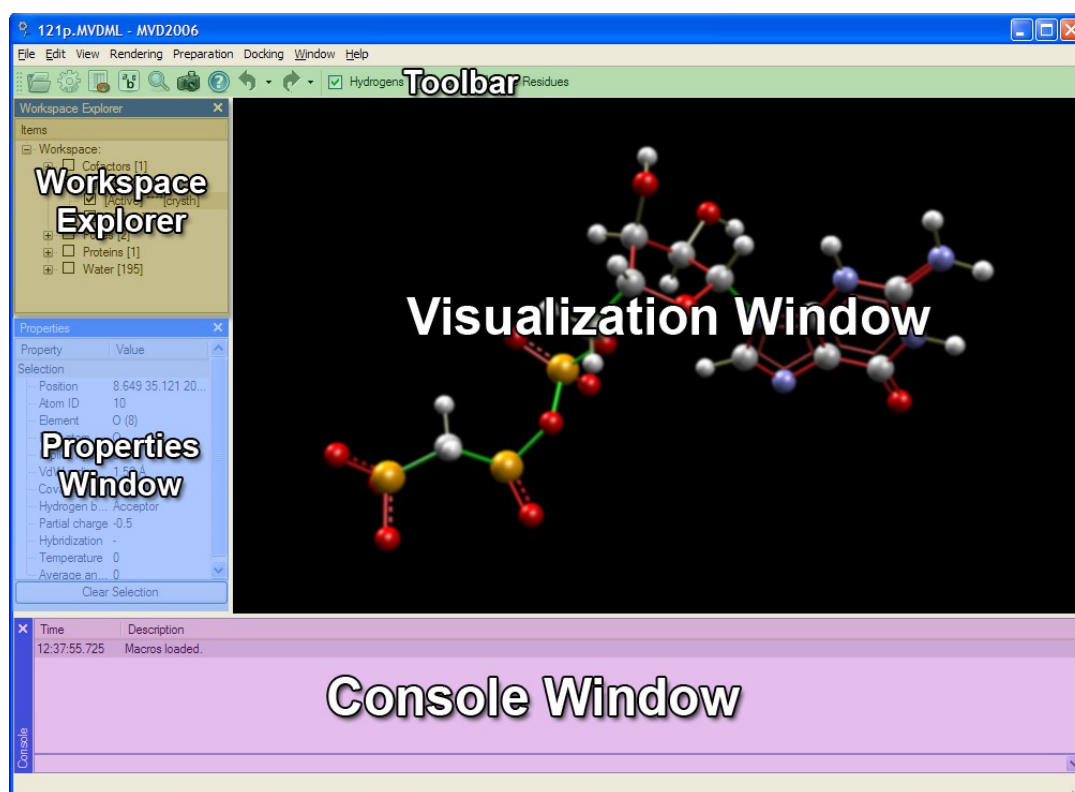 121p.MVDML - MVD2006
File Edit View Rendering Preparation Docking Window Help
Hydrogens
Toolbar
Residues
Workspace Explorer
Items
Workspace:
Cofactors [1]
[Active]
[crysth]
Workspace
Explorer
Proteins [1]
Water [195]
Visualization Window
Properties
Property Value
Selection
Position 8.649 35.121 20...
Atom ID 10
Element O (8)
Hydrogen b... Acceptor
Partial charge -0.5
Hybridization -
Temperature 0
Average an... 0
Properties
Window
Clear Selection
Time Description
12:37:55.725 Macros loaded.
Console Window
Console